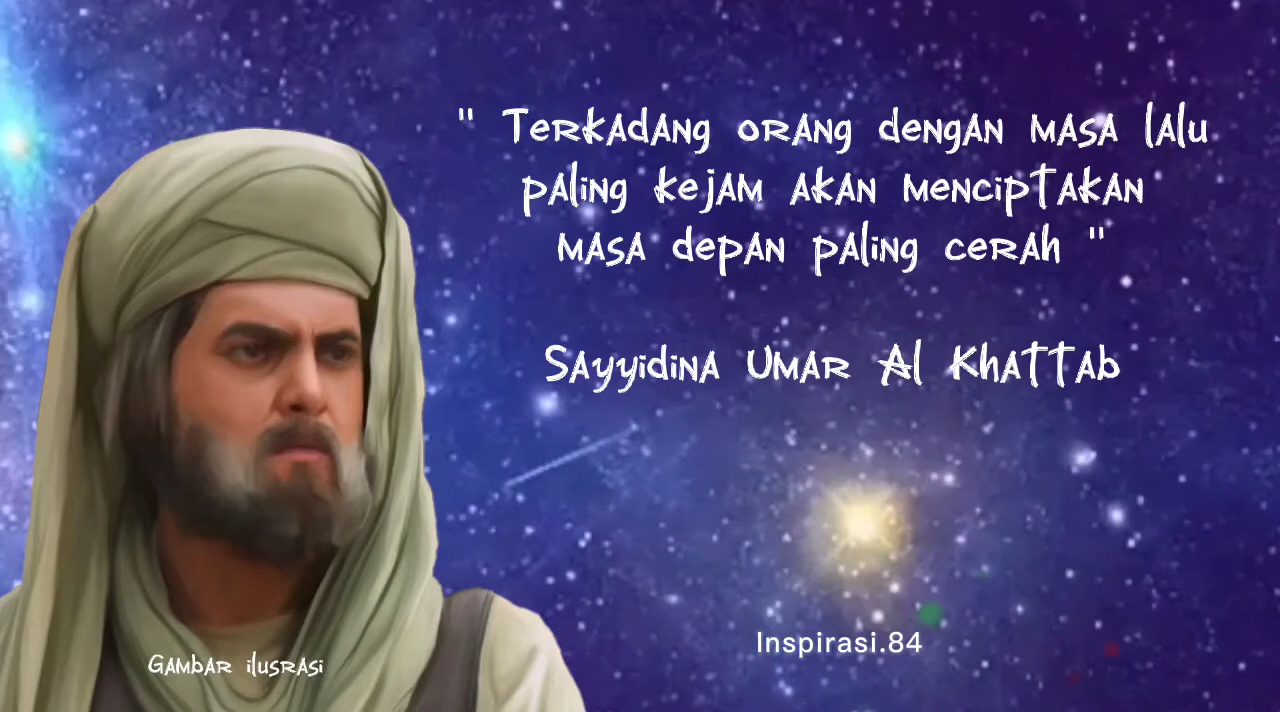 " Terkadang orang dengan masa lalu
paling kejam akan menciptakan
masa depan paling cerah "
Sayyidina Umar Al Khattab
Inspirasi.84
Gambar ilusrasi